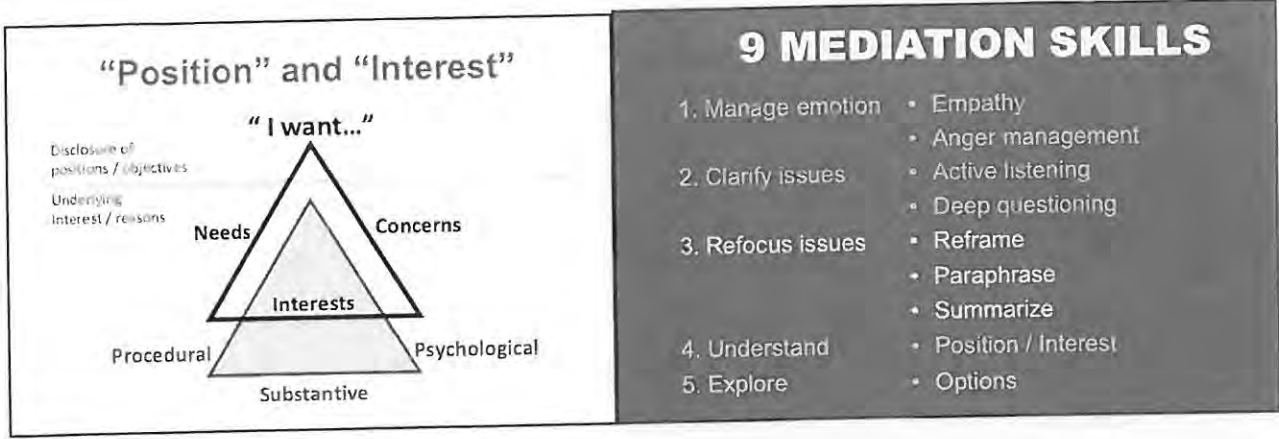 "Position" and "Interest"
" I want..."
Disclosure of
positions / objectives
Underlying
Interest / reasons
Needs
Concerns
Interests
Procedural
Psychological
Substantive
9 MEDIATION SKILLS
1. Manage emotion • Empathy
• Anger management
2. Clarify issues • Active listening
• Deep questioning
3. Refocus issues • Reframe
• Paraphrase
• Summarize
4. Understand • Position / Interest
5. Explore • Options